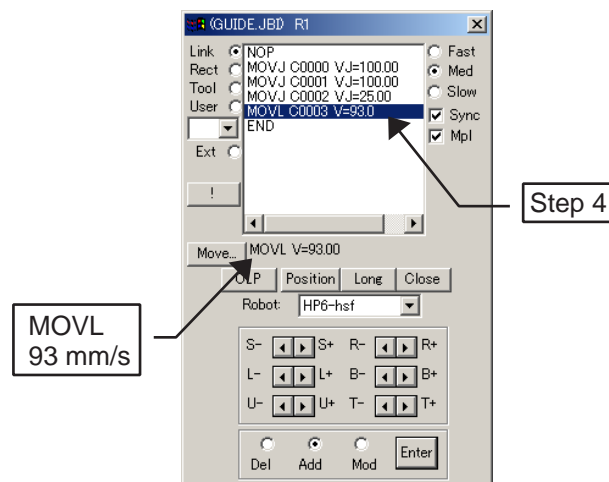 (GUIDE.JBI) R1
Link
Rect
Tool
User
Ext
!
NOP
MOVJ C0000 VJ=100.00
MOVJ C0001 VJ=100.00
MOVJ C0002 VJ=25.00
MOVL C0003 V=93.0
END
Fast
Med
Slow
Sync
Mpl
Step 4
Move... MOVL V=93.00
OLP Position Long Close
Robot: HP6-hsf
MOVL
93 mm/s
S- S+ R- R+
L- L+ B- B+
U- U+ T- T+
Del Add Mod Enter